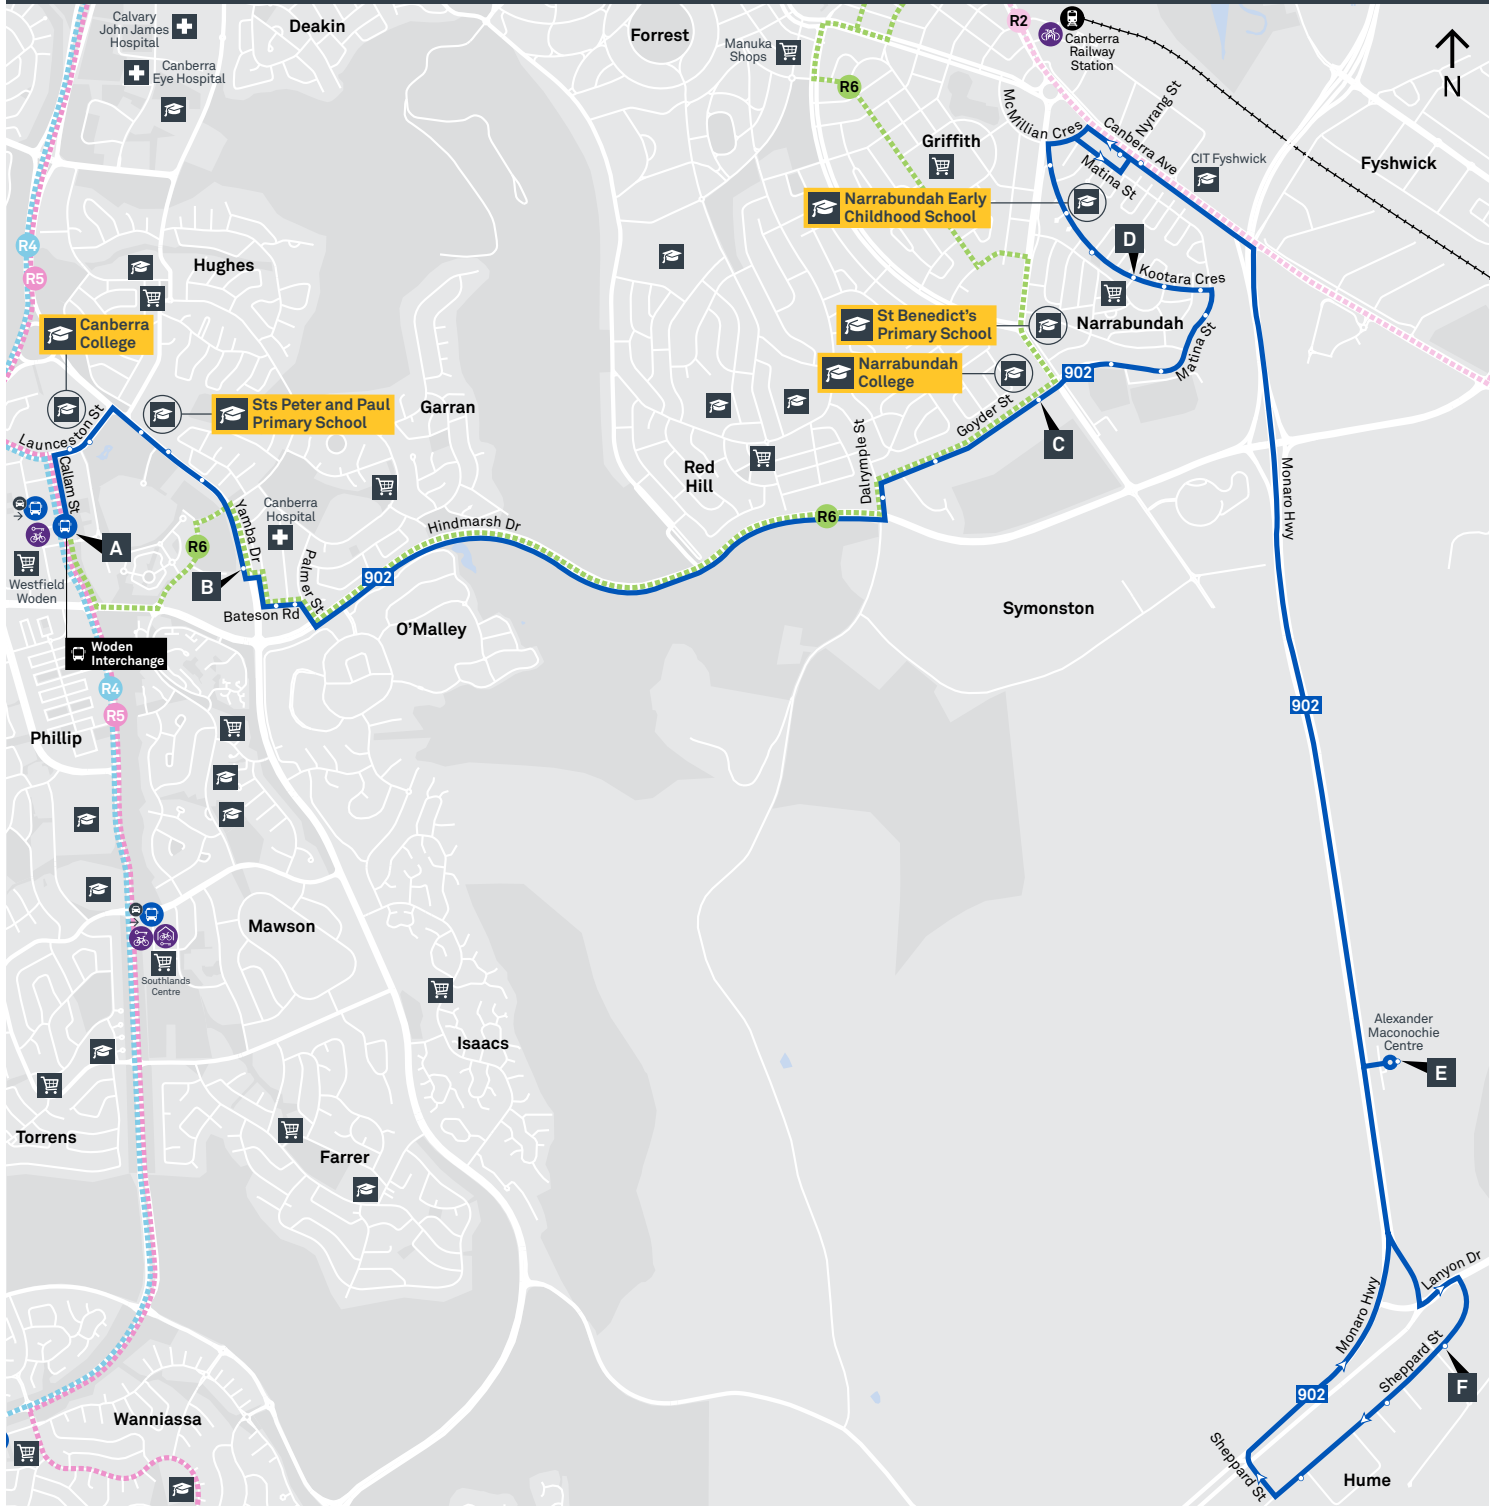 Calvary
John James
Hospital
Canberra
Eye Hospital
Deakin
Forrest
Manuka
Shops
R2
Canberra
Railway
Station
N
R6
McMillian Cres
Griffith
Canberra Ave
Nyrang St
Matina St
CIT Fyshwick
Fyshwick
Narrabundah Early
Childhood School
R4
R5
Hughes
D
Kootara Cres
Canberra
College
St Benedict's
Primary School
Narrabundah
Narrabundah
College
902
Matina St
Sts Peter and Paul
Primary School
Garran
Launceston St
Callam St
Goyder St
C
Dalrymple St
Red
Hill
Monaro Hwy
Canberra
Hospital
Yamba Dr
Hindmarsh Dr
R6
R6
A
B
Palmer St
902
Westfield
Woden
Bateson Rd
O'Malley
Symonston
Woden
Interchange
R4
R5
902
Phillip
Mawson
Southlands
Centre
Isaacs
Alexander
Maconochie
Centre
E
Torrens
Farrer
Lanyon Dr
Monaro Hwy
Sheppard St
F
902
Wanniassa
Sheppard St
Hume